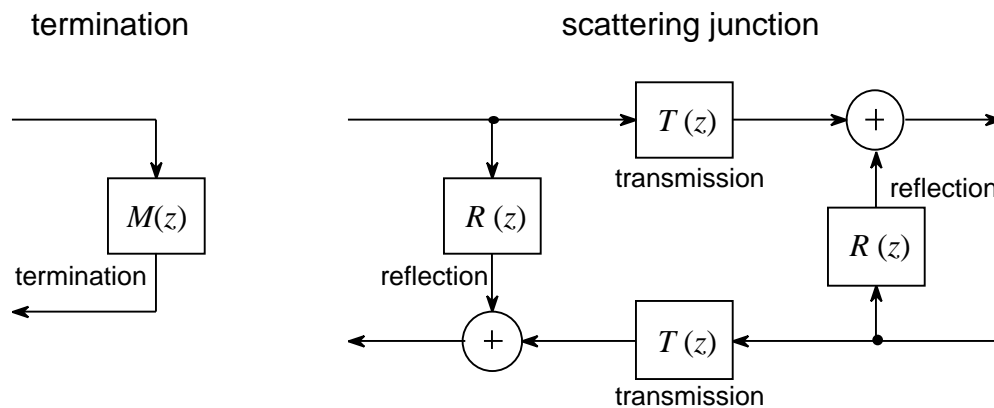 termination
M(z)
termination
scattering junction
T (z)
transmission
+
reflection
R (z)
R (z)
reflection
+
T (z)
transmission